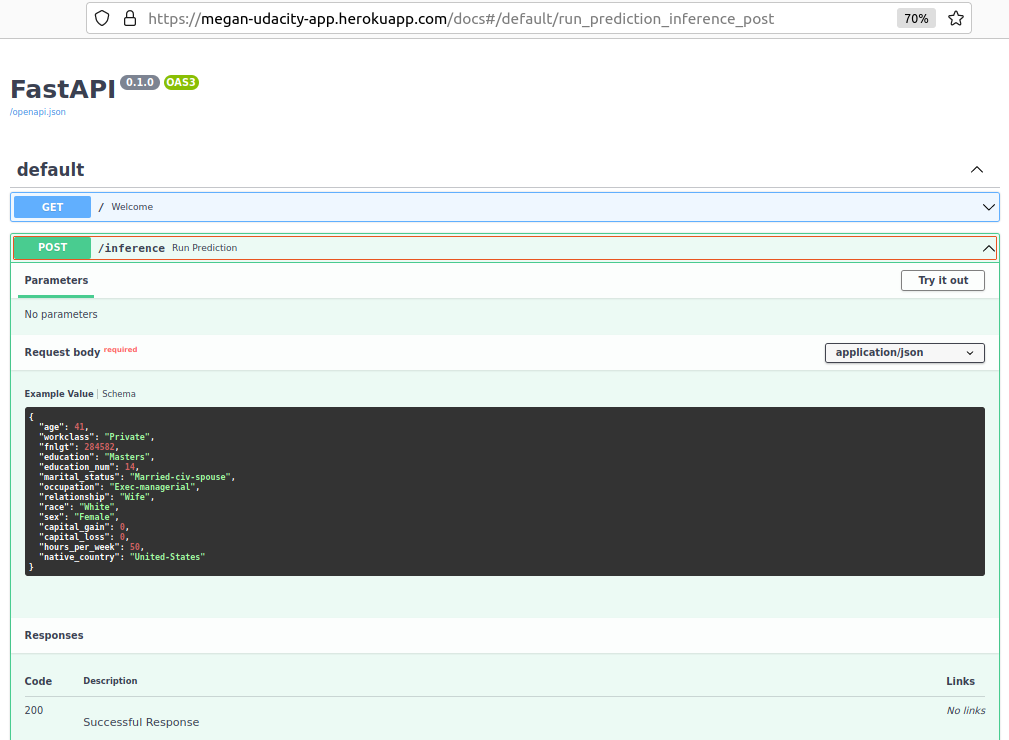 https://megan-udacity-app.herokuapp.com/docs#/default/run_prediction_inference_post 70%
FastAPI 0.1.0 OAS3
/openapi.json
default
GET / Welcome
POST /inference Run Prediction
Parameters Try it out
No parameters
Request body required application/json
Example Value | Schema
{
"age": 41,
"workclass": "Private",
"fnlgt": 284582,
"education": "Masters",
"education_num": 14,
"marital_status": "Married-civ-spouse",
"occupation": "Exec-managerial",
"relationship": "Wife",
"race": "White",
"sex": "Female",
"capital_gain": 0,
"capital_loss": 0,
"hours_per_week": 50,
"native_country": "United-States"
}
Responses
Code Description Links
200 No links
Successful Response